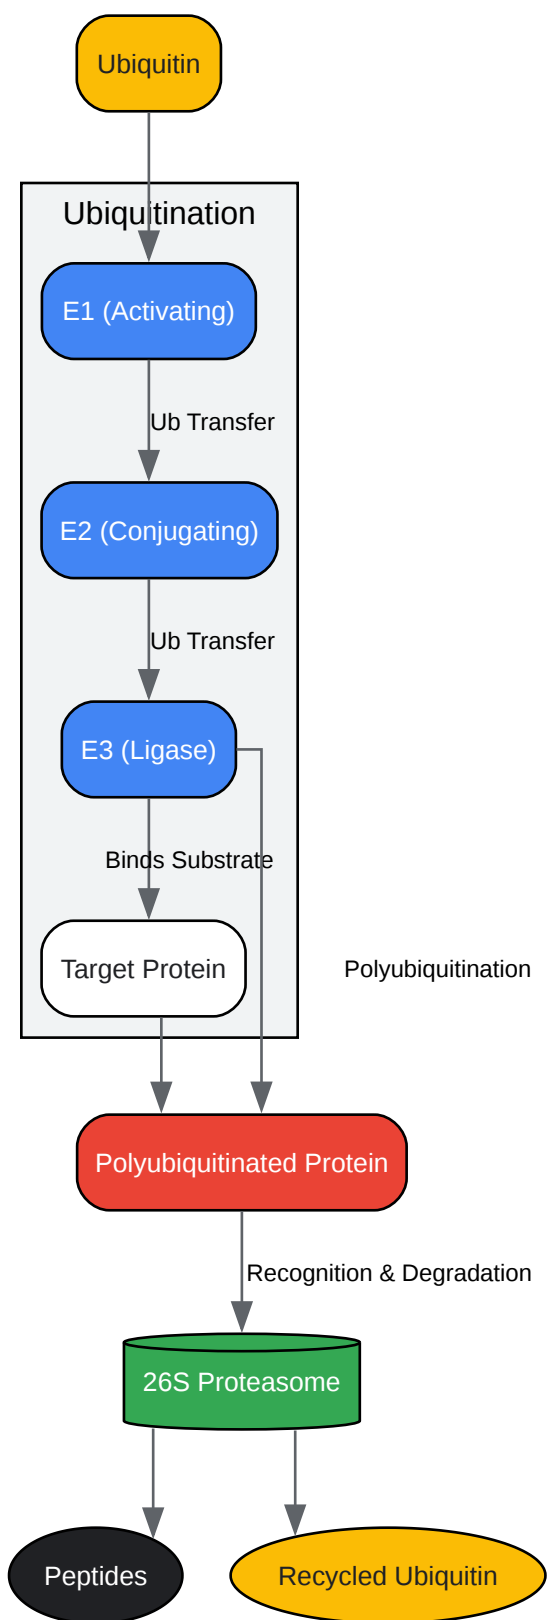 Ubiquitin
Ubiquitination
E1 (Activating)
Ub Transfer
E2 (Conjugating)
Ub Transfer
E3 (Ligase)
Binds Substrate
Target Protein
Polyubiquitination
Polyubiquitinated Protein
Recognition & Degradation
26S Proteasome
Peptides
Recycled Ubiquitin